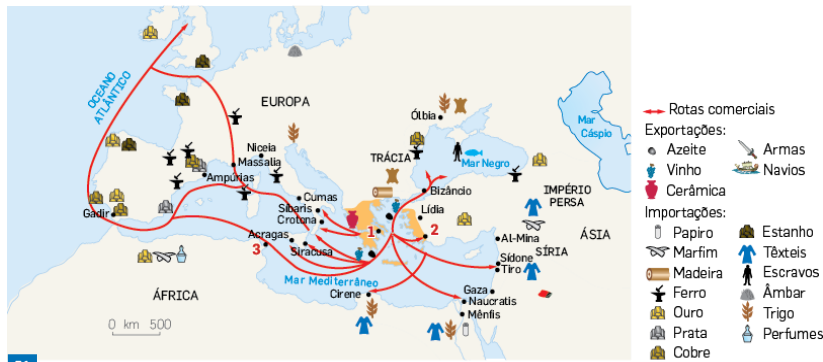 OCEANO
ATLÂNTICO
EUROPA
Ólbia
Mar
Cáspio
Niceia
Massalia
Ampúrias
TRÁCIA
Mar Negro
Bizâncio
Cumas
Síbaris
Crotona
Lídia
IMPÉRIO
PERSA
Gadir
Acragas
Siracusa
1
2
3
Al-Mina
SÍRIA
ÁSIA
Sídone
Tiro
Mar Mediterrâneo
Cirene
Gaza
Naucratis
Mênfis
ÁFRICA
0 km 500
Rotas comerciais
Exportações:
Azeite
Armas
Vinho
Navios
Cerâmica
Importações:
Papiro
Estanho
Marfim
Têxteis
Madeira
Escravos
Ferro
Âmbar
Ouro
Trigo
Prata
Perfumes
Cobre